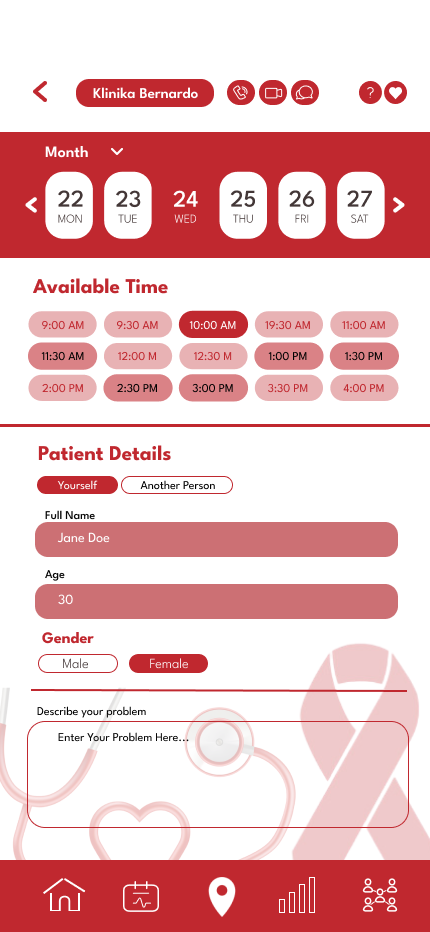 Klinika Bernardo ?
Month
22 23 24 25 26 27
MON TUE WED THU FRI SAT
Available Time
9:00 AM 9:30 AM 10:00 AM 19:30 AM 11:00 AM
11:30 AM 12:00 M 12:30 M 1:00 PM 1:30 PM
2:00 PM 2:30 PM 3:00 PM 3:30 PM 4:00 PM
Patient Details
Yourself Another Person
Full Name
Jane Doe
Age
30
Gender
Male Female
Describe your problem
Enter Your Problem Here...